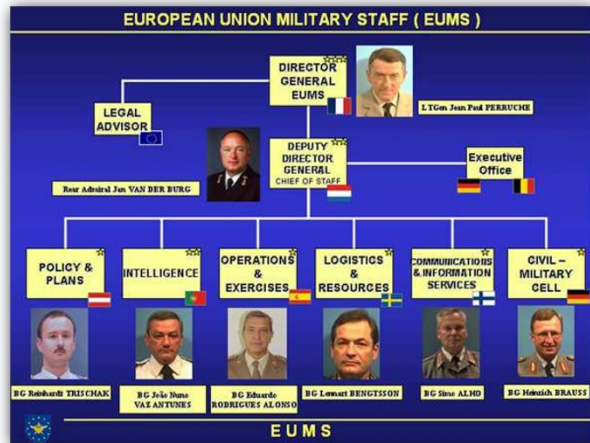 EUROPEAN UNION MILITARY STAFF ( EUMS )
DIRECTOR
GENERAL
EUMS
LTGen Jean Paul PERRUCHE
LEGAL
ADVISOR
DEPUTY
DIRECTOR
GENERAL
CHIEF OF STAFF
Executive
Office
Rear Admiral Jan VAN DER BURG
POLICY &
PLANS
INTELLIGENCE
OPERATIONS
&
EXERCISES
LOGISTICS
&
RESOURCES
COMMUNICATIONS
& INFORMATION
SERVICES
CIVIL –
MILITARY
CELL
BG Reinhardt TRISCHAK
BG João Nuno
VAZ ANTUNES
BG Eduardo
RODRIGUES ALONSO
BG Lennart BENGTSSON
BG Simo ALHO
BG Heinrich BRAUSS
E U M S